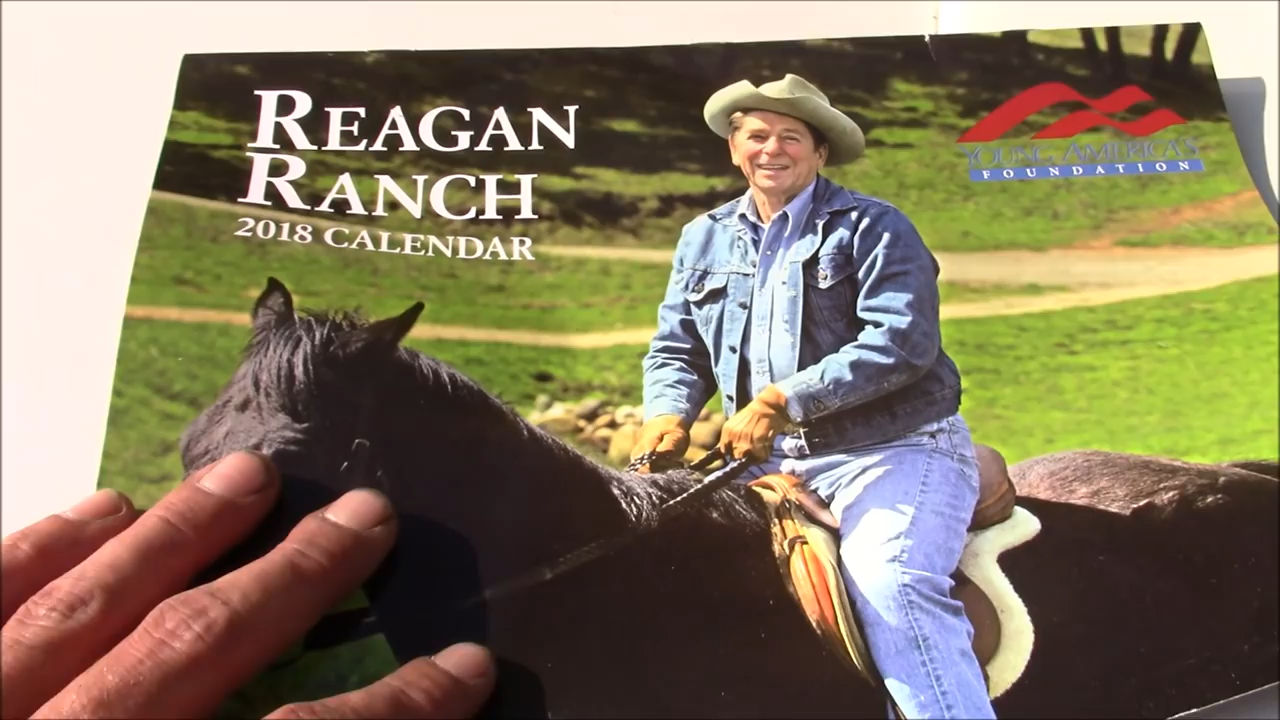 REAGAN
RANCH
2018 CALENDAR
YOUNG AMERICA'S
FOUNDATION